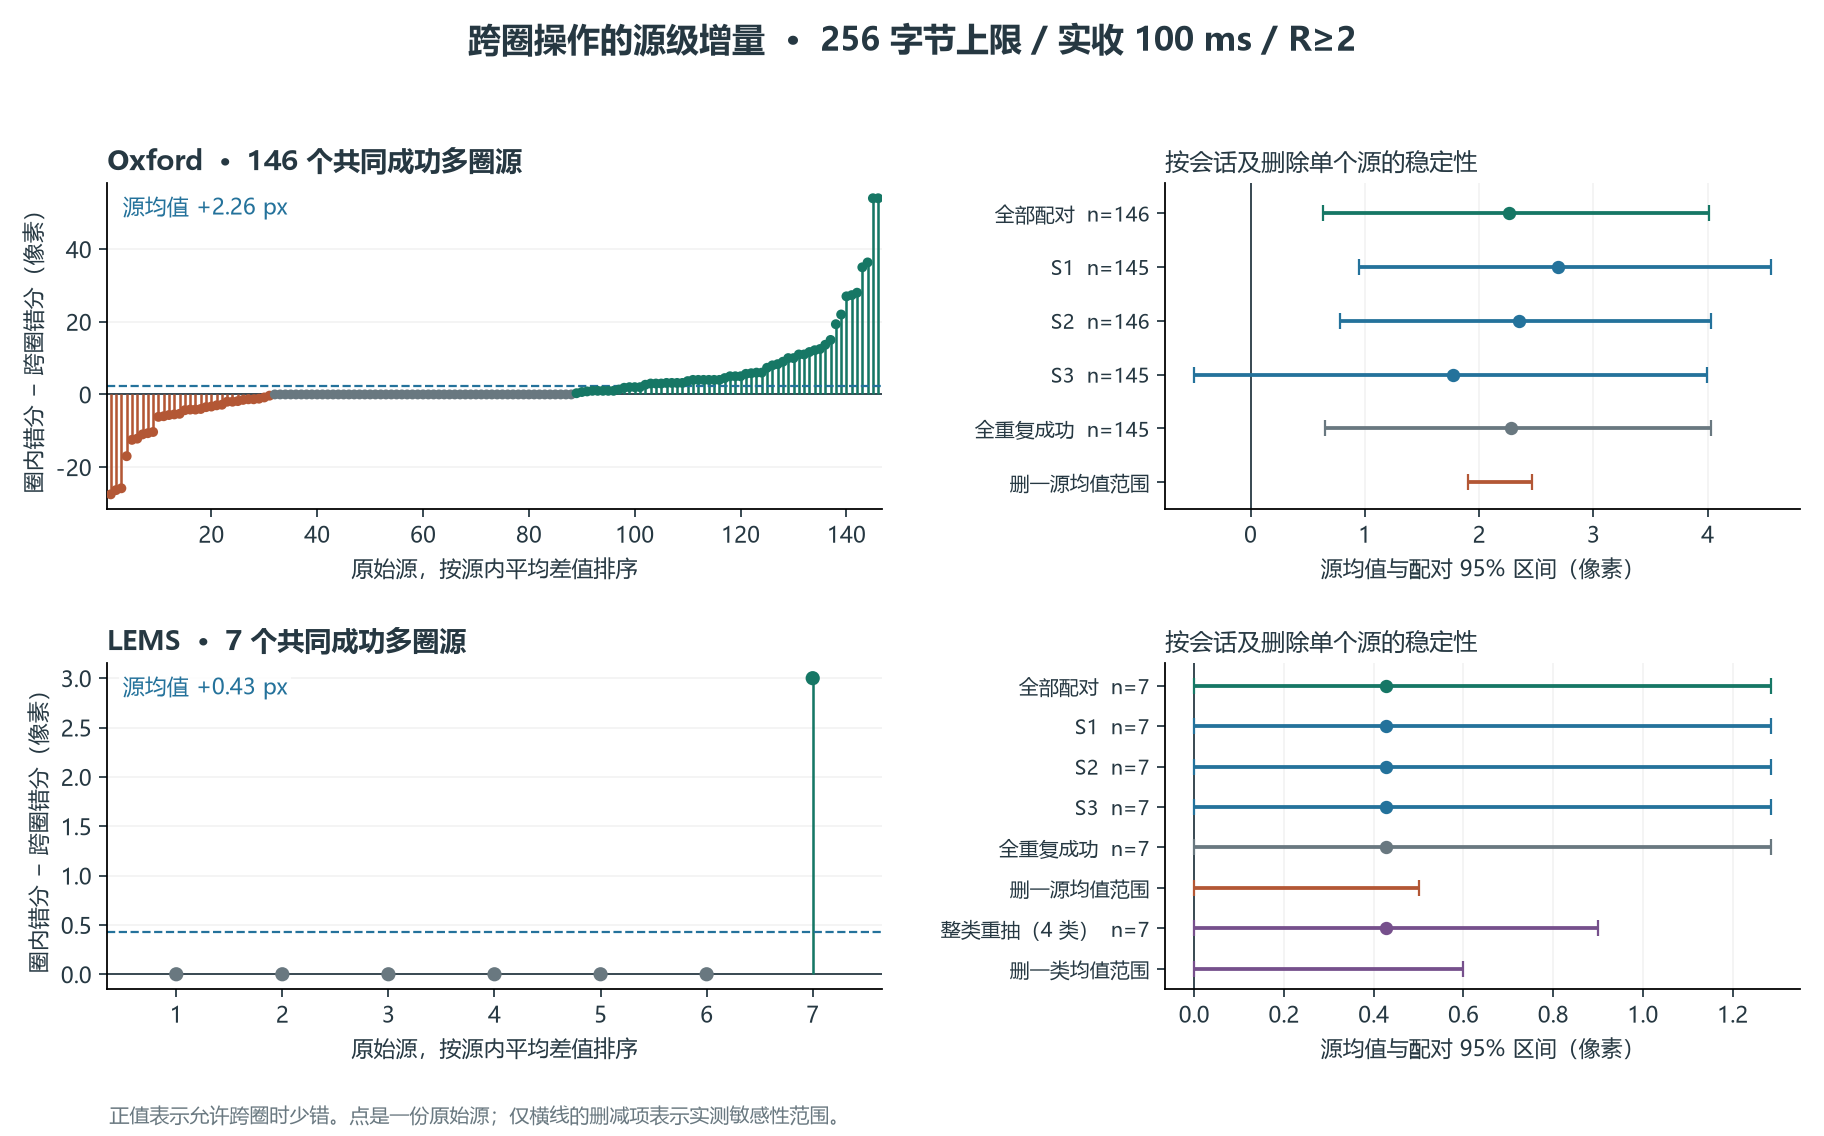 跨圈操作的源级增量 • 256 字节上限 / 实收 100 ms / R≥2
Oxford • 146 个共同成功多圈源
源均值 +2.26 px
圈内错分 − 跨圈错分（像素）
40
20
0
-20
20 40 60 80 100 120 140
原始源，按源内平均差值排序
按会话及删除单个源的稳定性
全部配对 n=146
S1 n=145
S2 n=146
S3 n=145
全重复成功 n=145
删一源均值范围
0 1 2 3 4
源均值与配对 95% 区间（像素）
LEMS • 7 个共同成功多圈源
源均值 +0.43 px
圈内错分 − 跨圈错分（像素）
3.0
2.5
2.0
1.5
1.0
0.5
0.0
1 2 3 4 5 6 7
原始源，按源内平均差值排序
按会话及删除单个源的稳定性
全部配对 n=7
S1 n=7
S2 n=7
S3 n=7
全重复成功 n=7
删一源均值范围
整类重抽（4 类） n=7
删一类均值范围
0.0 0.2 0.4 0.6 0.8 1.0 1.2
源均值与配对 95% 区间（像素）
正值表示允许跨圈时少错。点是一份原始源；仅横线的删减项表示实测敏感性范围。